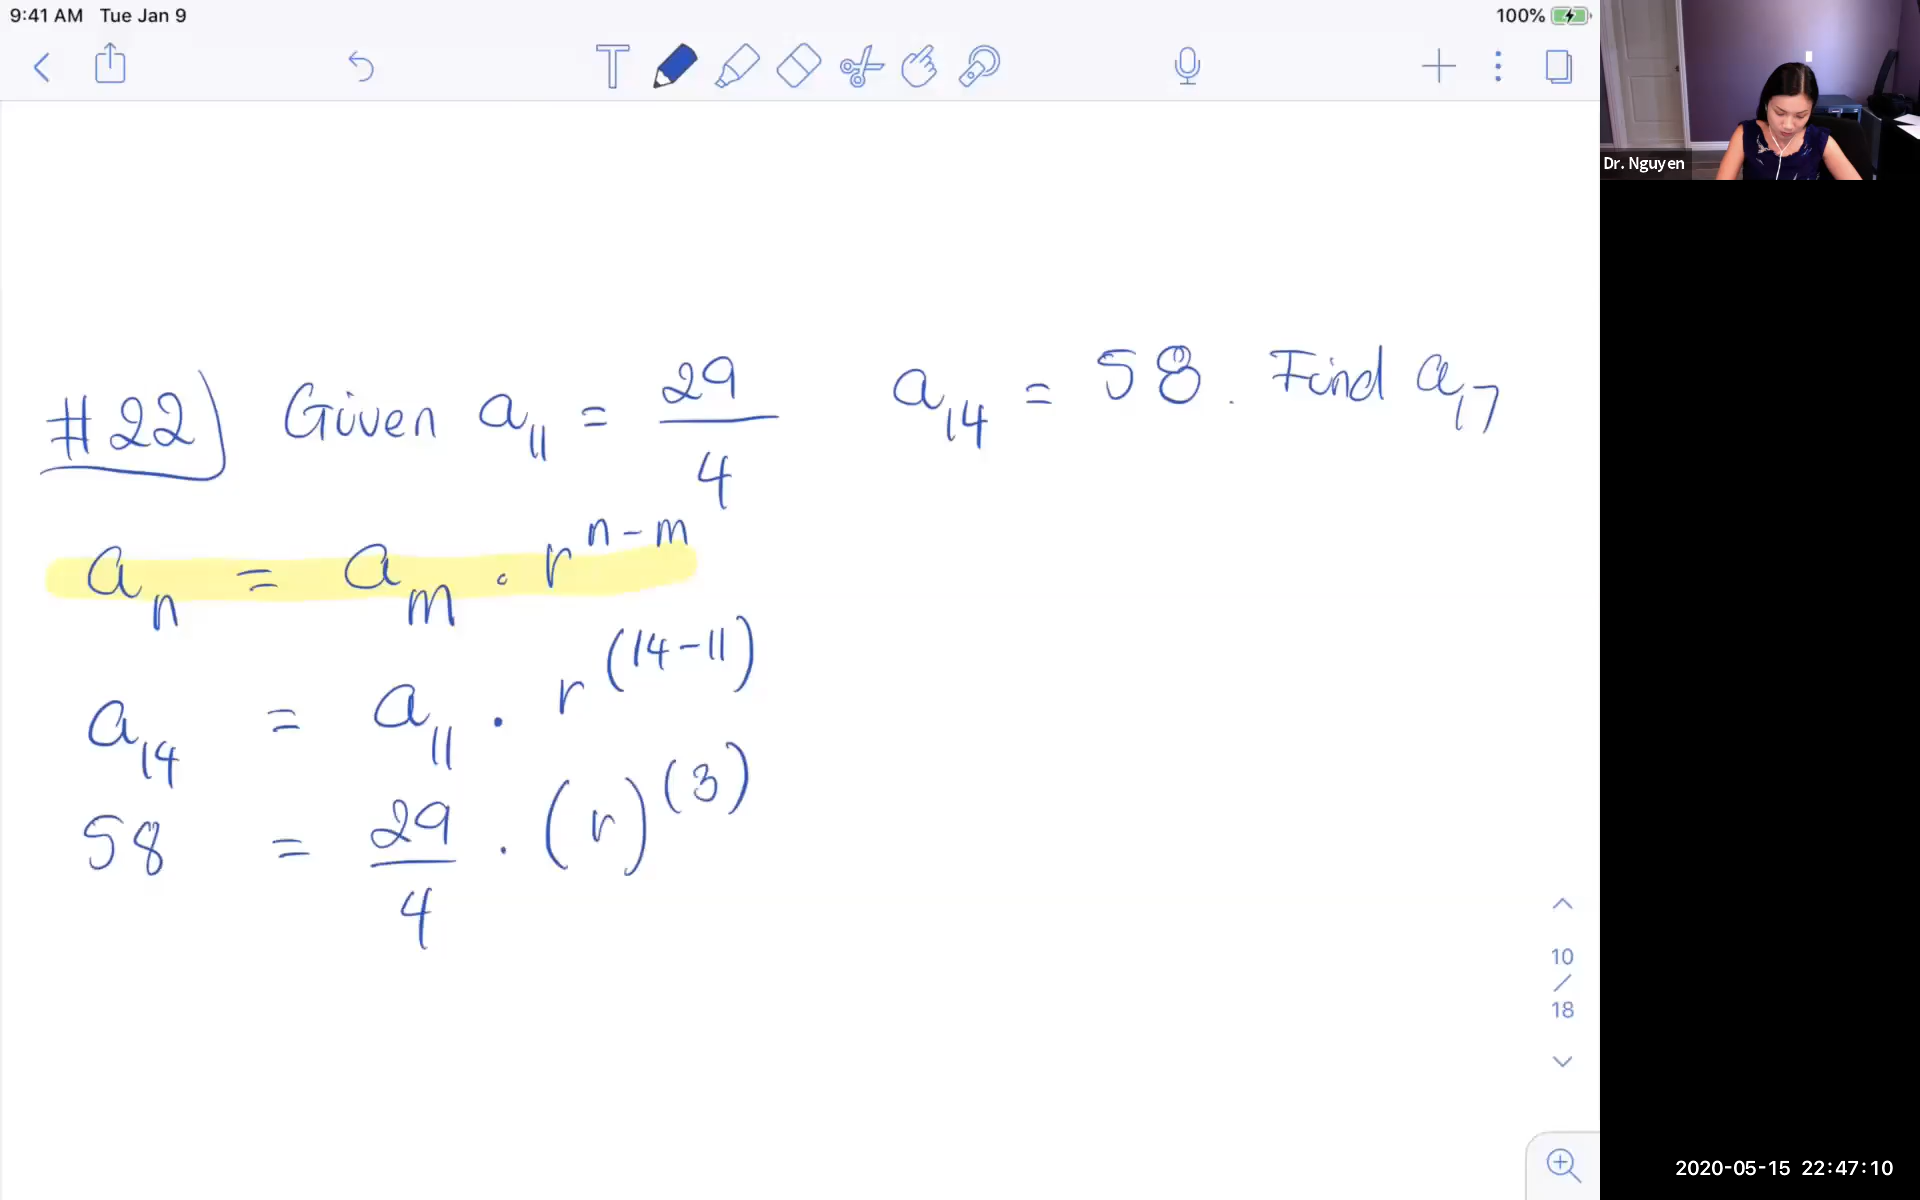 9:41 AM Tue Jan 9
100%
T
Dr. Nguyen
#22) Given a₁₁ = 29/4 a₁₄ = 58. Find a₁₇
aₙ = aₘ · r^(n-m)
a₁₄ = a₁₁ · r^(14-11)
58 = 29/4 · (r)^(3)
10
/
18
2020-05-15 22:47:10